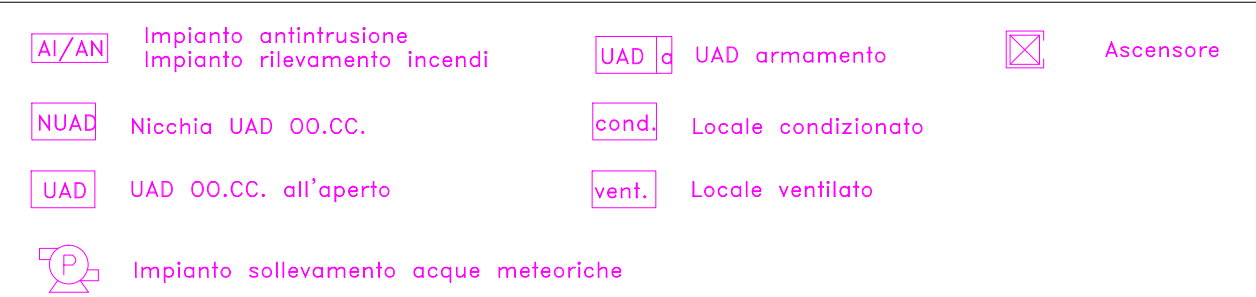 AI/AN
Impianto antintrusione
Impianto rilevamento incendi
NUAD
Nicchia UAD OO.CC.
UAD
UAD OO.CC. all'aperto
P
Impianto sollevamento acque meteoriche
UAD a
UAD armamento
cond.
Locale condizionato
vent.
Locale ventilato
Ascensore